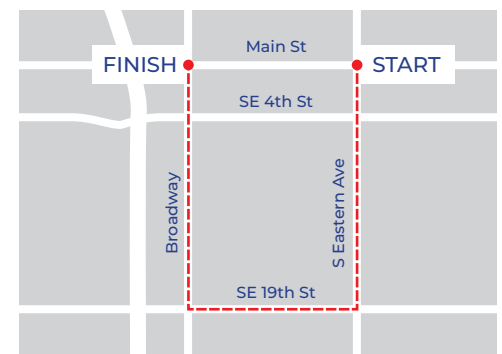 Main St
FINISH
START
SE 4th St
Broadway
S Eastern Ave
SE 19th St